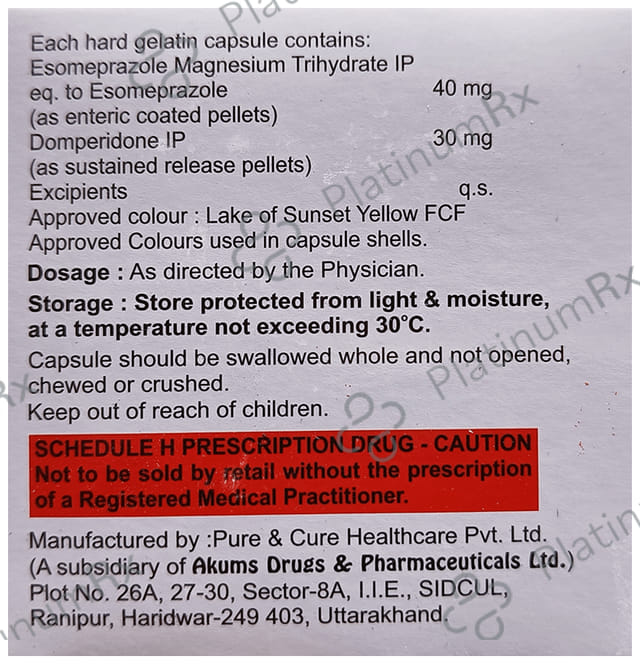 Each hard gelatin capsule contains:
Esomeprazole Magnesium Trihydrate IP
eq. to Esomeprazole 40 mg
(as enteric coated pellets)
Domperidone IP 30 mg
(as sustained release pellets)
Excipients q.s.
Approved colour : Lake of Sunset Yellow FCF
Approved Colours used in capsule shells.
Dosage : As directed by the Physician.
Storage : Store protected from light & moisture,
at a temperature not exceeding 30°C.
Capsule should be swallowed whole and not opened,
chewed or crushed.
Keep out of reach of children.
SCHEDULE H PRESCRIPTION DRUG - CAUTION
Not to be sold by retail without the prescription
of a Registered Medical Practitioner.
Manufactured by :Pure & Cure Healthcare Pvt. Ltd.
(A subsidiary of Akums Drugs & Pharmaceuticals Ltd.)
Plot No. 26A, 27-30, Sector-8A, I.I.E., SIDCUL,
Ranipur, Haridwar-249 403, Uttarakhand.
PlatinumRx
PlatinumRx
PlatinumRx
PlatinumRx